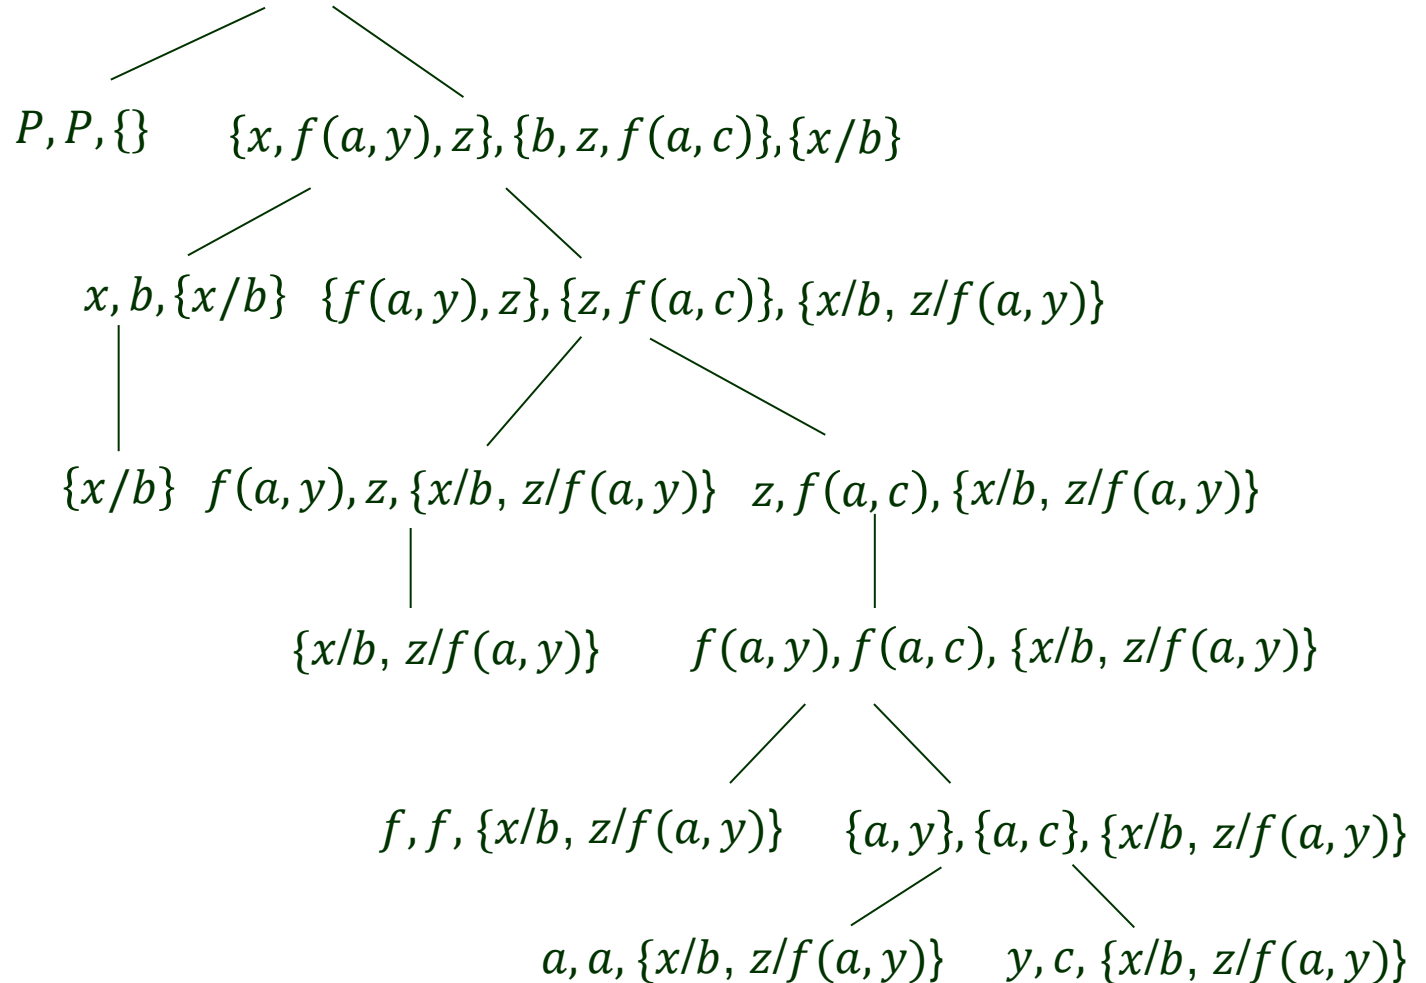 P, P, {} {x, f(a, y), z}, {b, z, f(a, c)}, {x/b}
x, b, {x/b} {f(a, y), z}, {z, f(a, c)}, {x/b, z/f(a, y)}
{x/b} f(a, y), z, {x/b, z/f(a, y)} z, f(a, c), {x/b, z/f(a, y)}
{x/b, z/f(a, y)} f(a, y), f(a, c), {x/b, z/f(a, y)}
f, f, {x/b, z/f(a, y)} {a, y}, {a, c}, {x/b, z/f(a, y)}
a, a, {x/b, z/f(a, y)} y, c, {x/b, z/f(a, y)}